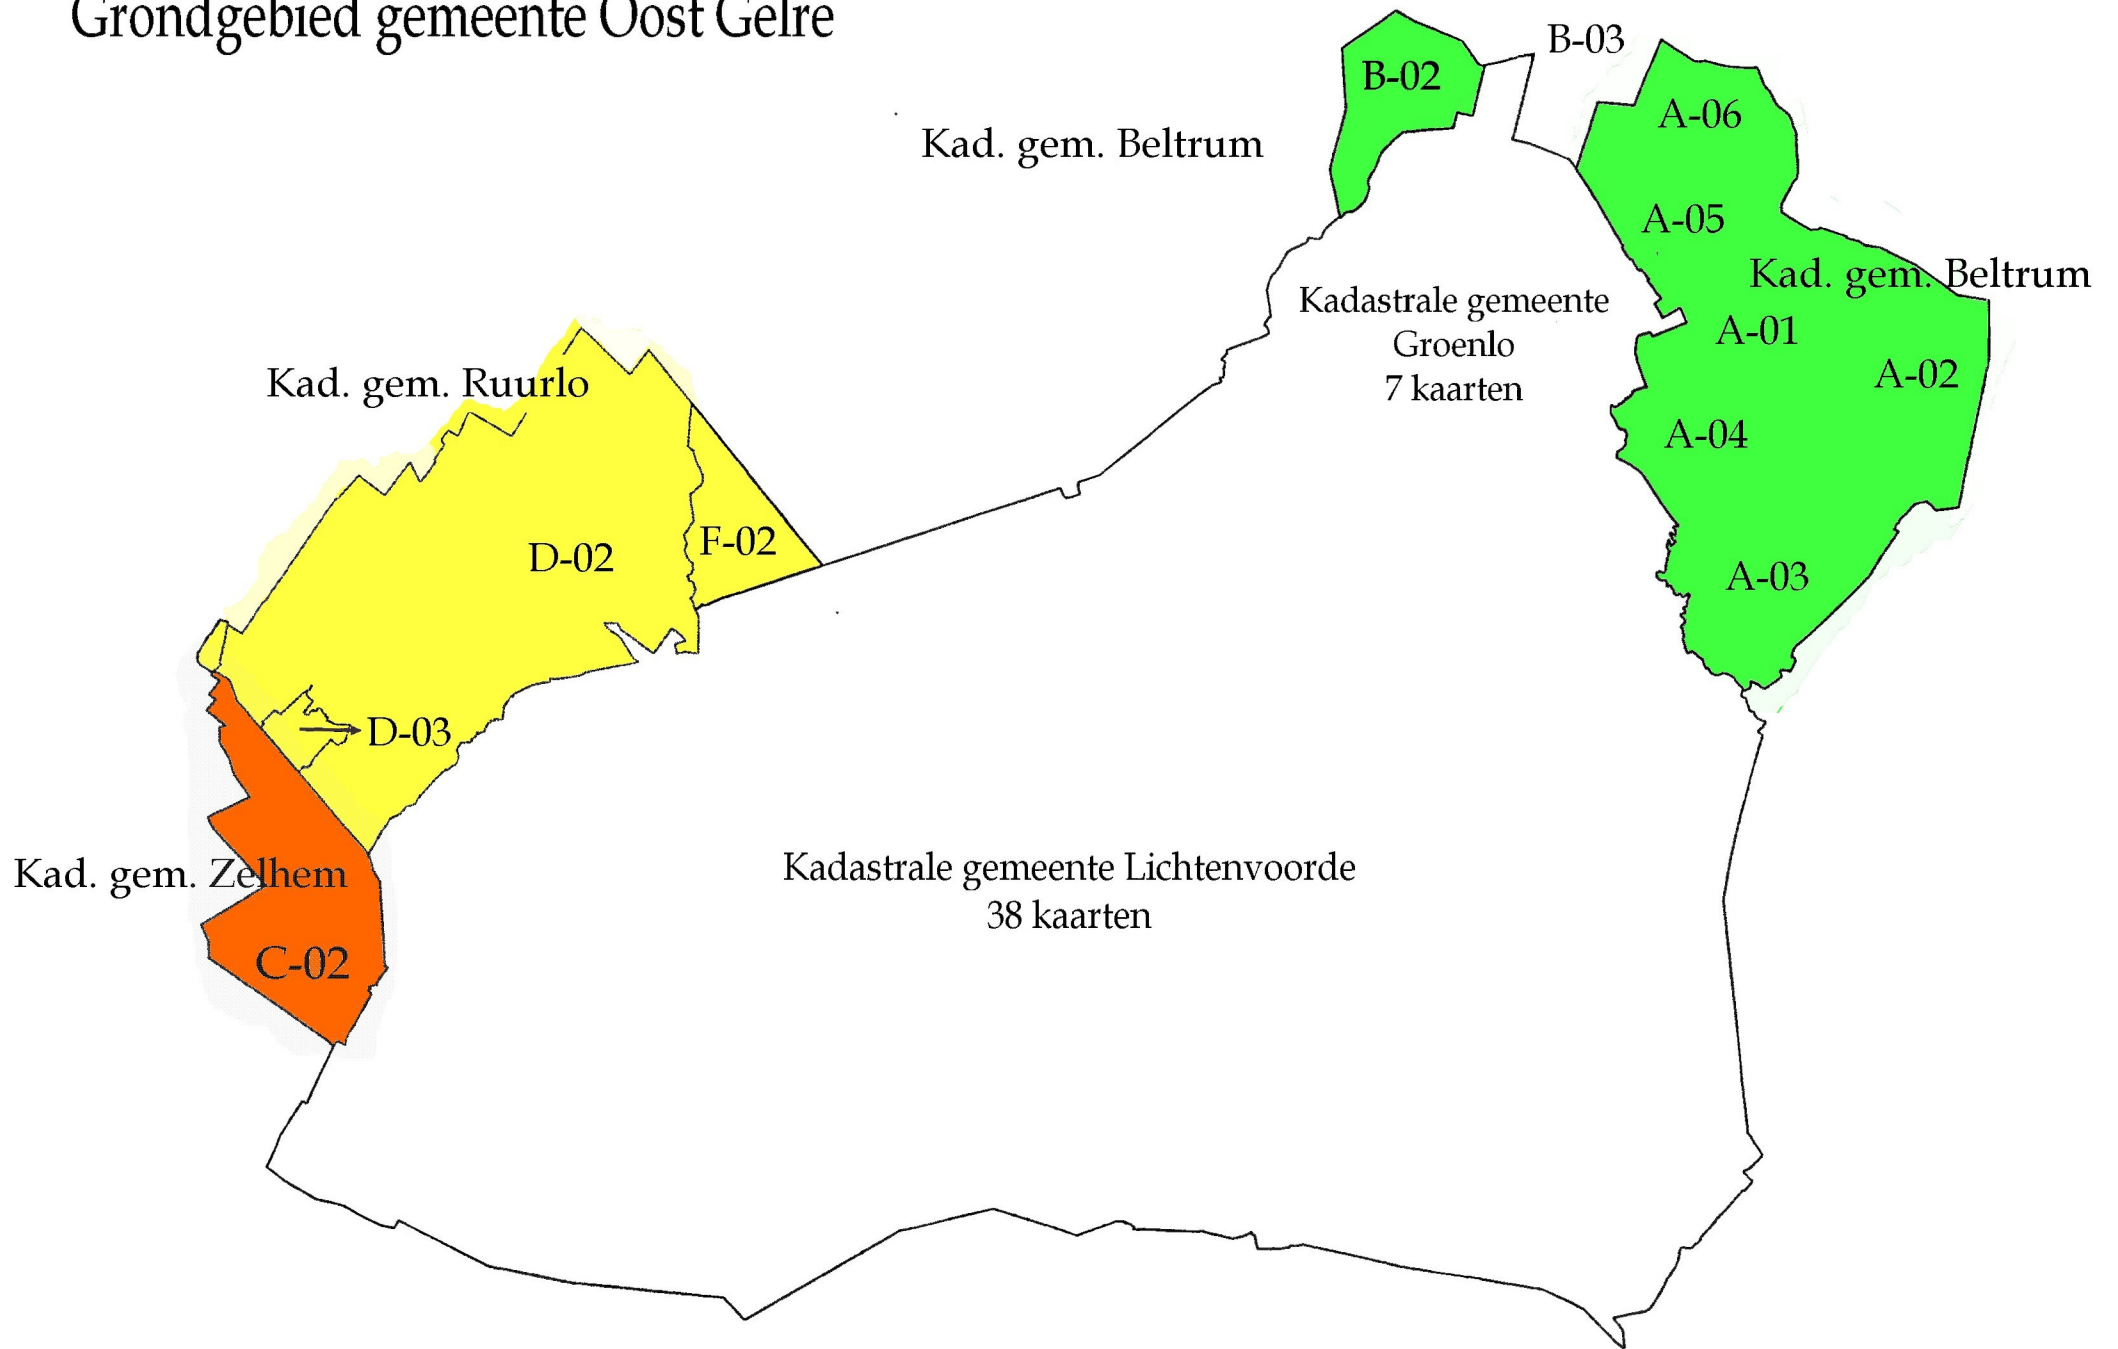 Grondgebied gemeente Oost Gelre
B-03
B-02
A-06
Kad. gem. Beltrum
A-05
Kad. gem. Beltrum
Kadastrale gemeente
Groenlo
7 kaarten
A-01
A-02
Kad. gem. Ruurlo
A-04
F-02
D-02
A-03
D-03
Kad. gem. Zelhem
Kadastrale gemeente Lichtenvoorde
38 kaarten
C-02